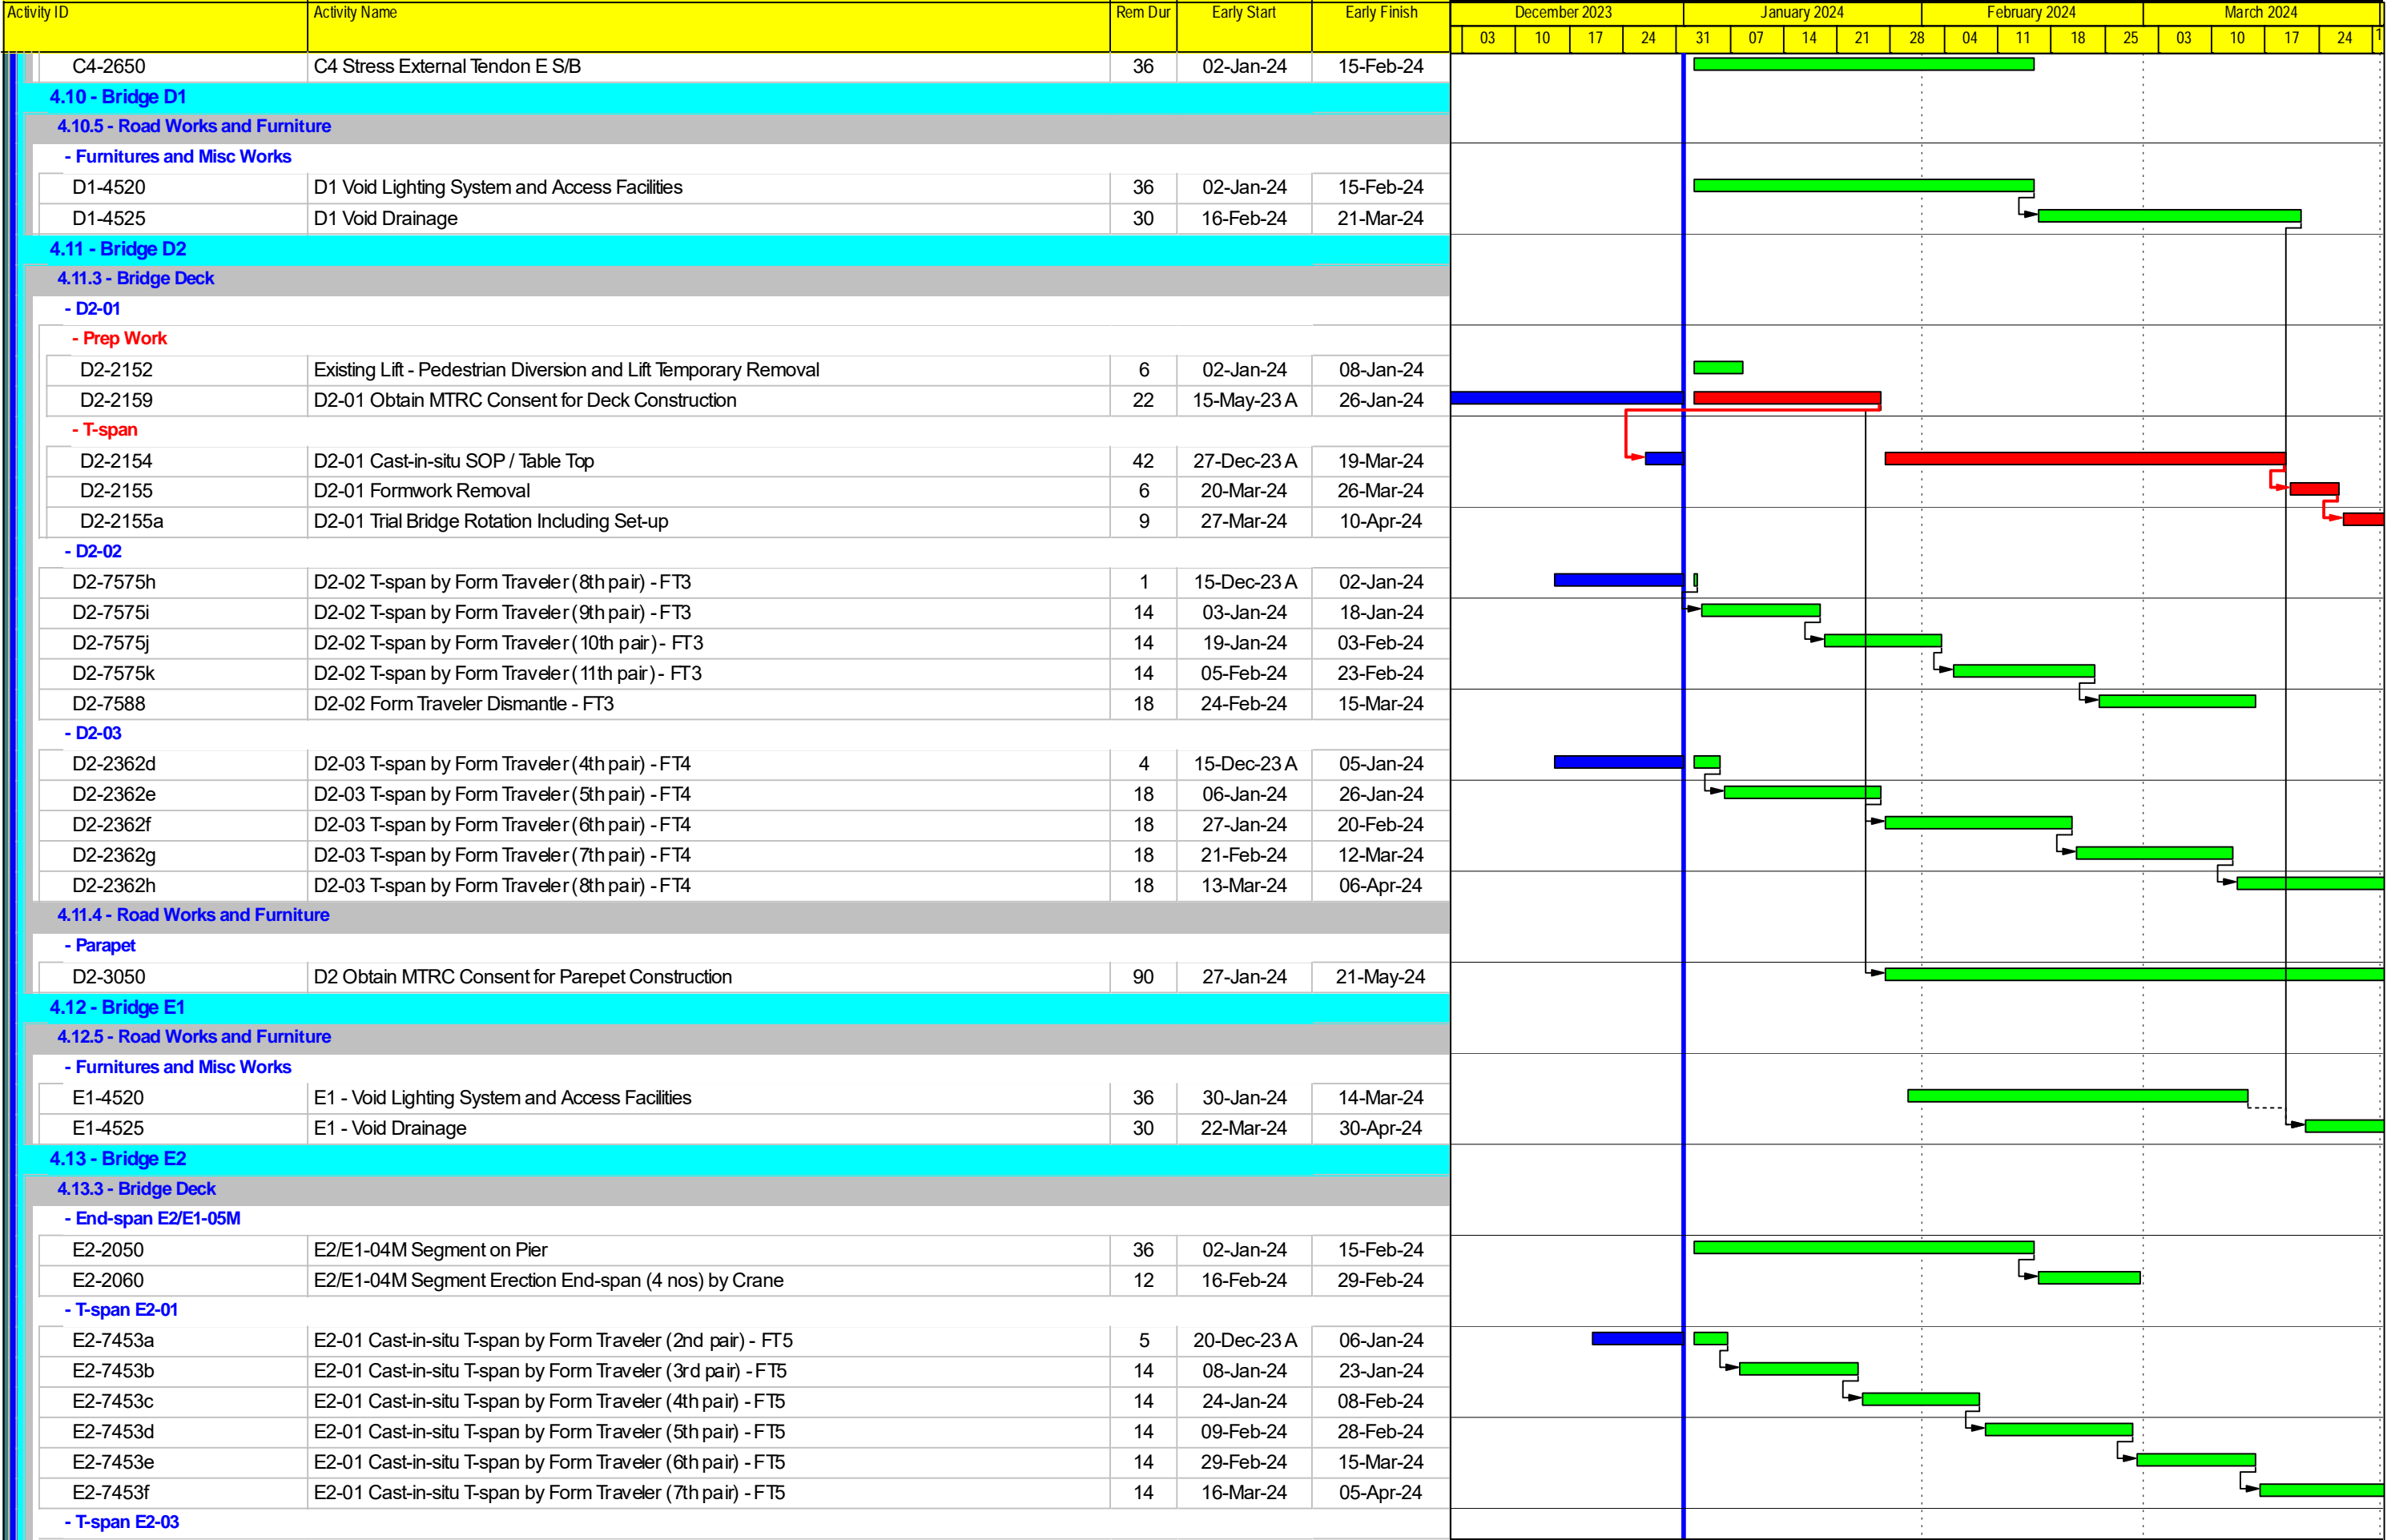 Activity ID Activity Name Rem Dur Early Start Early Finish December 2023 January 2024 February 2024 March 2024
03 10 17 24 31 07 14 21 28 04 11 18 25 03 10 17 24 1
C4-2650 C4 Stress External Tendon E S/B 36 02-Jan-24 15-Feb-24
4.10 - Bridge D1
4.10.5 - Road Works and Furniture
- Furnitures and Misc Works
D1-4520 D1 Void Lighting System and Access Facilities 36 02-Jan-24 15-Feb-24
D1-4525 D1 Void Drainage 30 16-Feb-24 21-Mar-24
4.11 - Bridge D2
4.11.3 - Bridge Deck
- D2-01
- Prep Work
D2-2152 Existing Lift - Pedestrian Diversion and Lift Temporary Removal 6 02-Jan-24 08-Jan-24
D2-2159 D2-01 Obtain MTRC Consent for Deck Construction 22 15-May-23 A 26-Jan-24
- T-span
D2-2154 D2-01 Cast-in-situ SOP / Table Top 42 27-Dec-23 A 19-Mar-24
D2-2155 D2-01 Formwork Removal 6 20-Mar-24 26-Mar-24
D2-2155a D2-01 Trial Bridge Rotation Including Set-up 9 27-Mar-24 10-Apr-24
- D2-02
D2-7575h D2-02 T-span by Form Traveler (8th pair) - FT3 1 15-Dec-23 A 02-Jan-24
D2-7575i D2-02 T-span by Form Traveler (9th pair) - FT3 14 03-Jan-24 18-Jan-24
D2-7575j D2-02 T-span by Form Traveler (10th pair) - FT3 14 19-Jan-24 03-Feb-24
D2-7575k D2-02 T-span by Form Traveler (11th pair) - FT3 14 05-Feb-24 23-Feb-24
D2-7588 D2-02 Form Traveler Dismantle - FT3 18 24-Feb-24 15-Mar-24
- D2-03
D2-2362d D2-03 T-span by Form Traveler (4th pair) - FT4 4 15-Dec-23 A 05-Jan-24
D2-2362e D2-03 T-span by Form Traveler (5th pair) - FT4 18 06-Jan-24 26-Jan-24
D2-2362f D2-03 T-span by Form Traveler (6th pair) - FT4 18 27-Jan-24 20-Feb-24
D2-2362g D2-03 T-span by Form Traveler (7th pair) - FT4 18 21-Feb-24 12-Mar-24
D2-2362h D2-03 T-span by Form Traveler (8th pair) - FT4 18 13-Mar-24 06-Apr-24
4.11.4 - Road Works and Furniture
- Parapet
D2-3050 D2 Obtain MTRC Consent for Parepet Construction 90 27-Jan-24 21-May-24
4.12 - Bridge E1
4.12.5 - Road Works and Furniture
- Furnitures and Misc Works
E1-4520 E1 - Void Lighting System and Access Facilities 36 30-Jan-24 14-Mar-24
E1-4525 E1 - Void Drainage 30 22-Mar-24 30-Apr-24
4.13 - Bridge E2
4.13.3 - Bridge Deck
- End-span E2/E1-05M
E2-2050 E2/E1-04M Segment on Pier 36 02-Jan-24 15-Feb-24
E2-2060 E2/E1-04M Segment Erection End-span (4 nos) by Crane 12 16-Feb-24 29-Feb-24
- T-span E2-01
E2-7453a E2-01 Cast-in-situ T-span by Form Traveler (2nd pair) - FT5 5 20-Dec-23 A 06-Jan-24
E2-7453b E2-01 Cast-in-situ T-span by Form Traveler (3rd pair) - FT5 14 08-Jan-24 23-Jan-24
E2-7453c E2-01 Cast-in-situ T-span by Form Traveler (4th pair) - FT5 14 24-Jan-24 08-Feb-24
E2-7453d E2-01 Cast-in-situ T-span by Form Traveler (5th pair) - FT5 14 09-Feb-24 28-Feb-24
E2-7453e E2-01 Cast-in-situ T-span by Form Traveler (6th pair) - FT5 14 29-Feb-24 15-Mar-24
E2-7453f E2-01 Cast-in-situ T-span by Form Traveler (7th pair) - FT5 14 16-Mar-24 05-Apr-24
- T-span E2-03